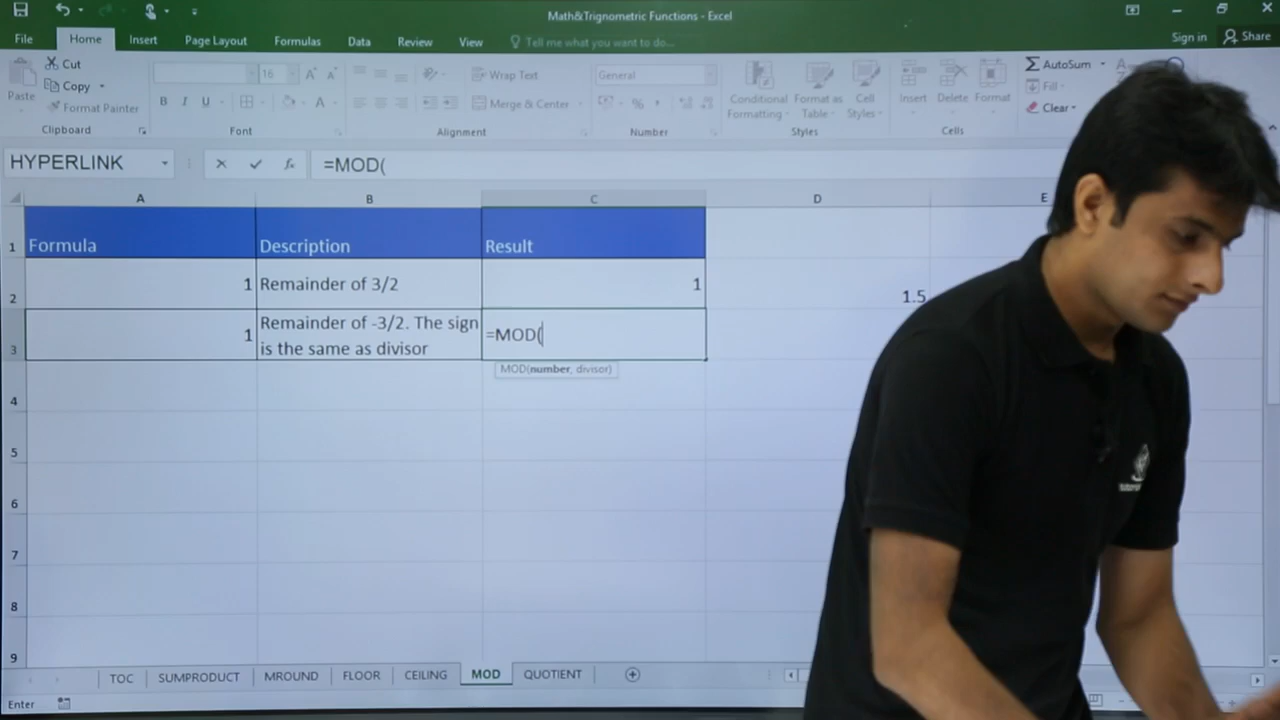 Math&Trignometric Functions - Excel
File Home Insert Page Layout Formulas Data Review View Tell me what you want to do... Sign in Share
Cut
Copy
Format Painter
Paste
Clipboard
16
B I U
Font
Wrap Text
Merge & Center
Alignment
General
%
Number
Conditional Formatting
Format as Table
Cell Styles
Styles
Insert Delete Format
Cells
AutoSum
Fill
Clear
HYPERLINK fx =MOD(
A B C D E
1 Formula Description Result
2 1 Remainder of 3/2 1 1.5
3 1 Remainder of -3/2. The sign is the same as divisor =MOD(
MOD(number, divisor)
4
5
6
7
8
9
TOC SUMPRODUCT MROUND FLOOR CEILING MOD QUOTIENT
Enter